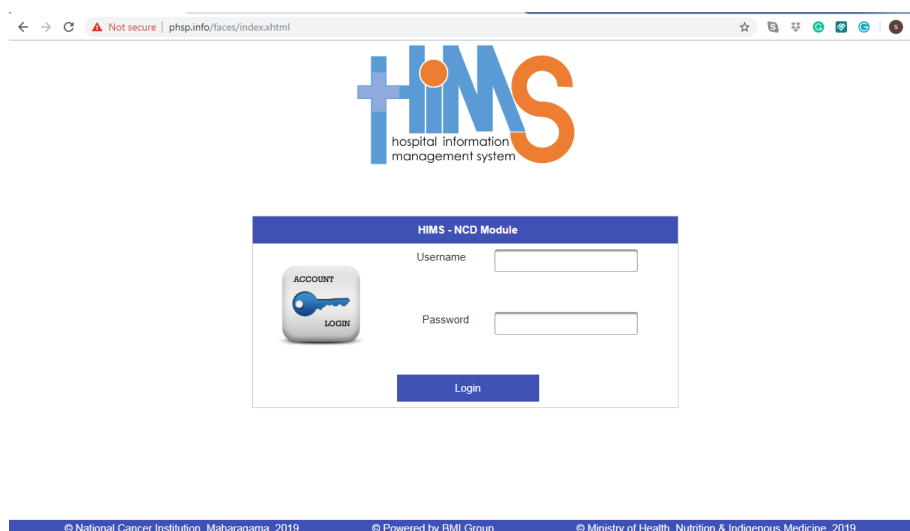 Not secure | phsp.info/faces/index.xhtml
HiMS
hospital information
management system
HIMS - NCD Module
Username
ACCOUNT
LOGIN
Password
Login
© National Cancer Institution, Maharagama, 2019 © Powered by BMI Group © Ministry of Health, Nutrition & Indigenous Medicine, 2019